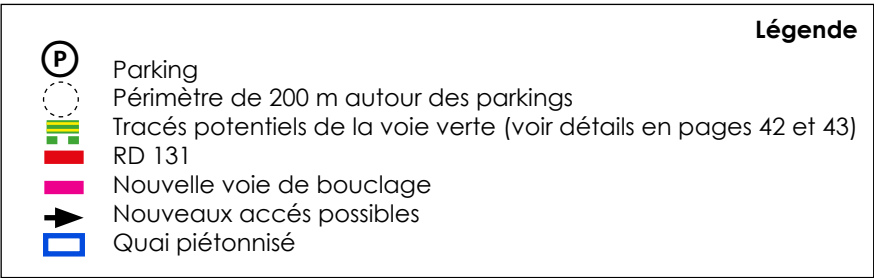 Légende
P
Parking
Périmètre de 200 m autour des parkings
Tracés potentiels de la voie verte (voir détails en pages 42 et 43)
RD 131
Nouvelle voie de bouclage
Nouveaux accés possibles
Quai piétonnisé